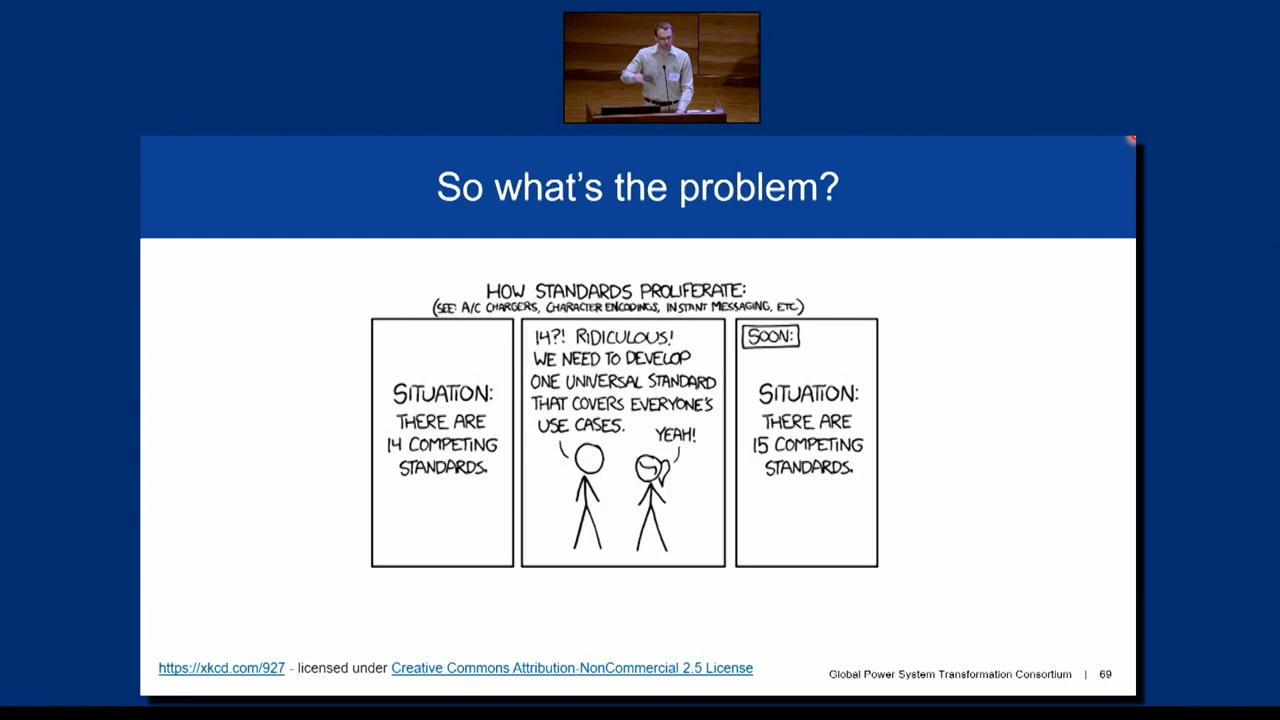 So what's the problem?
HOW STANDARDS PROLIFERATE:
(SEE: A/C CHARGERS, CHARACTER ENCODINGS, INSTANT MESSAGING, ETC.)
SITUATION:
THERE ARE
14 COMPETING
STANDARDS.
14?! RIDICULOUS!
WE NEED TO DEVELOP
ONE UNIVERSAL STANDARD
THAT COVERS EVERYONE'S
USE CASES.
YEAH!
SOON:
SITUATION:
THERE ARE
15 COMPETING
STANDARDS.
https://xkcd.com/927 - licensed under Creative Commons Attribution-NonCommercial 2.5 License
Global Power System Transformation Consortium | 69